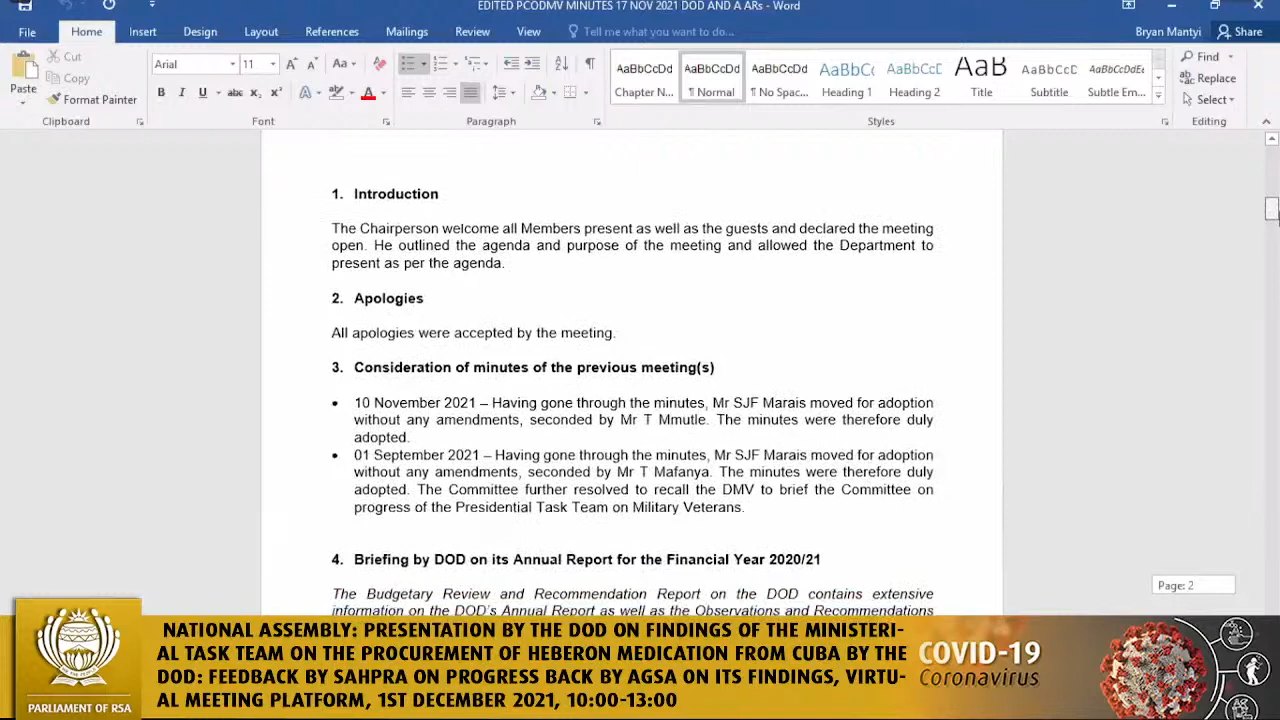 EDITED PCODMV MINUTES 17 NOV 2021 DOD AND A ARs - Word
File Home Insert Design Layout References Mailings Review View Tell me what you want to do... Bryan Mantyi Share
Cut
Copy
Format Painter
Paste
Clipboard
Arial 11
Font
Paragraph
AaBbCcDd AaBbCcDd AaBbCcDd AaBbC AaBbCcDd AaB AaBbCcDd AaBbCcDdE
Chapter N... ¶ Normal ¶ No Spac... Heading 1 Heading 2 Title Subtitle Subtle Em...
Styles
Find
Replace
Select
Editing
1. Introduction
The Chairperson welcome all Members present as well as the guests and declared the meeting
open. He outlined the agenda and purpose of the meeting and allowed the Department to
present as per the agenda.
2. Apologies
All apologies were accepted by the meeting.
3. Consideration of minutes of the previous meeting(s)
• 10 November 2021 – Having gone through the minutes, Mr SJF Marais moved for adoption
without any amendments, seconded by Mr T Mmutle. The minutes were therefore duly
adopted.
• 01 September 2021 – Having gone through the minutes, Mr SJF Marais moved for adoption
without any amendments, seconded by Mr T Mafanya. The minutes were therefore duly
adopted. The Committee further resolved to recall the DMV to brief the Committee on
progress of the Presidential Task Team on Military Veterans.
4. Briefing by DOD on its Annual Report for the Financial Year 2020/21
The Budgetary Review and Recommendation Report on the DOD contains extensive
information on the DOD's Annual Report as well as the Observations and Recommendations
Page: 2
PARLIAMENT OF RSA
NATIONAL ASSEMBLY: PRESENTATION BY THE DOD ON FINDINGS OF THE MINISTERI-
AL TASK TEAM ON THE PROCUREMENT OF HEBERON MEDICATION FROM CUBA BY THE
DOD: FEEDBACK BY SAHPRA ON PROGRESS BACK BY AGSA ON ITS FINDINGS, VIRTU-
AL MEETING PLATFORM, 1ST DECEMBER 2021, 10:00-13:00
COVID-19
Coronavirus